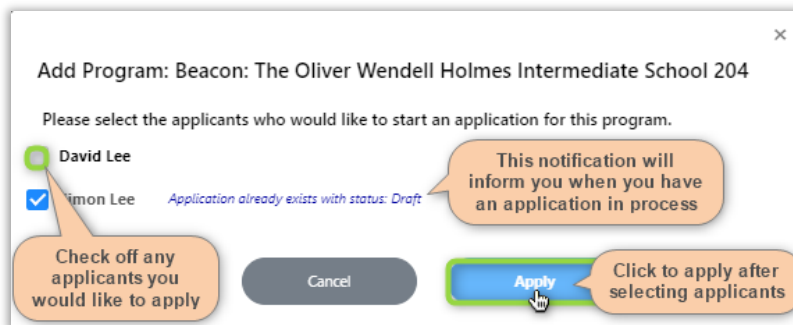 ×
Add Program: Beacon: The Oliver Wendell Holmes Intermediate School 204
Please select the applicants who would like to start an application for this program.
David Lee
imon Lee
Application already exists with status: Draft
This notification will
inform you when you have
an application in process
Check off any
applicants you
would like to apply
Cancel
Apply
Click to apply after
selecting applicants